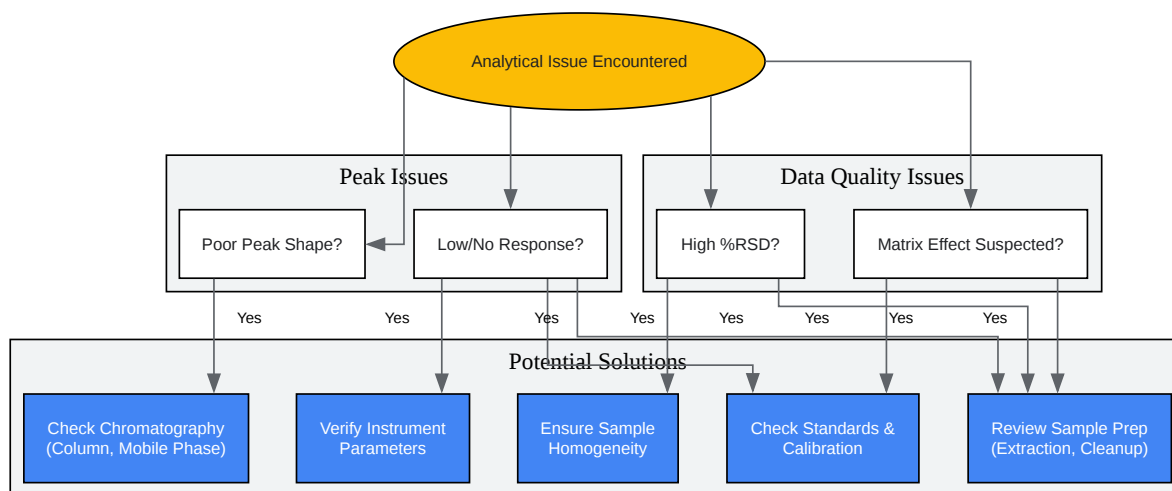 Analytical Issue Encountered
Peak Issues
Data Quality Issues
Poor Peak Shape?
Low/No Response?
High %RSD?
Matrix Effect Suspected?
Yes
Yes
Yes
Yes
Yes
Yes
Yes
Yes
Potential Solutions
Check Chromatography
(Column, Mobile Phase)
Verify Instrument
Parameters
Ensure Sample
Homogeneity
Check Standards &
Calibration
Review Sample Prep
(Extraction, Cleanup)